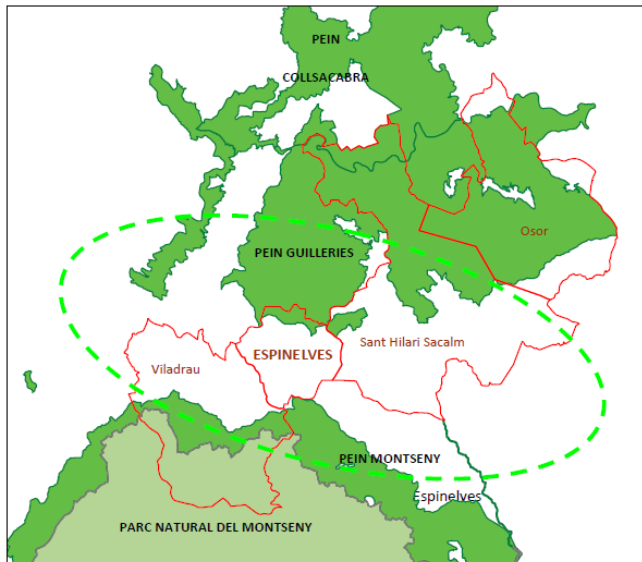 PEIN
COLLSACABRA
Osor
PEIN GUILLERIES
Sant Hilari Sacalm
ESPINELVES
Viladrau
PEIN MONTSENY
Espinelves
PARC NATURAL DEL MONTSENY